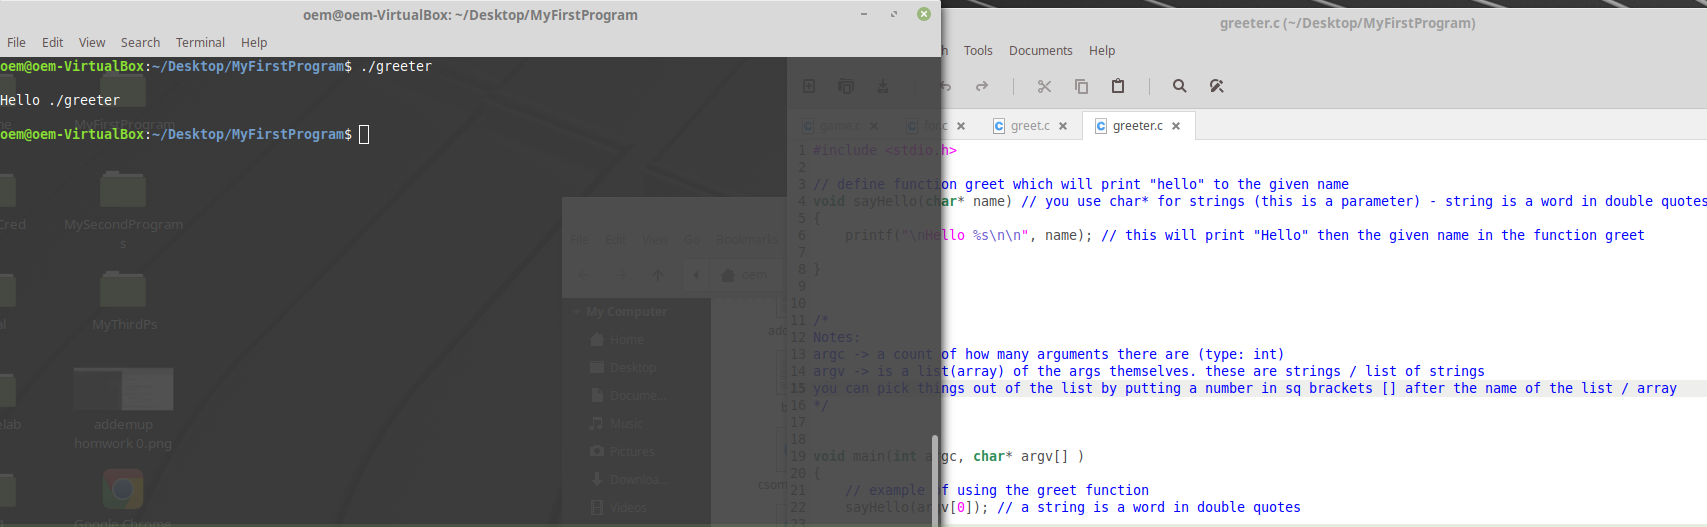 oem@oem-VirtualBox: ~/Desktop/MyFirstProgram
File Edit View Search Terminal Help
oem@oem-VirtualBox:~/Desktop/MyFirstProgram$ ./greeter
Hello ./greeter
oem@oem-VirtualBox:~/Desktop/MyFirstProgram$
MyFirstProgram
Cred
MySecondProgram
s
MyThirdPs
elab
addemup
homwork 0.png
Google Chrome
File Edit View Go Bookmarks
oem
My Computer
Home
Desktop
Docume...
Music
Pictures
Downloa...
Videos
adde
csom
greeter.c (~/Desktop/MyFirstProgram)
Tools Documents Help
game.c for.c greet.c greeter.c
1 #include <stdio.h>
2
3 // define function greet which will print "hello" to the given name
4 void sayHello(char* name) // you use char* for strings (this is a parameter) - string is a word in double quotes
5 {
6 printf("\nHello %s\n\n", name); // this will print "Hello" then the given name in the function greet
7
8 }
9
10
11 /*
12 Notes:
13 argc -> a count of how many arguments there are (type: int)
14 argv -> is a list(array) of the args themselves. these are strings / list of strings
15 you can pick things out of the list by putting a number in sq brackets [] after the name of the list / array
16 */
17
18
19 void main(int argc, char* argv[] )
20 {
21 // example of using the greet function
22 sayHello(argv[0]); // a string is a word in double quotes
23